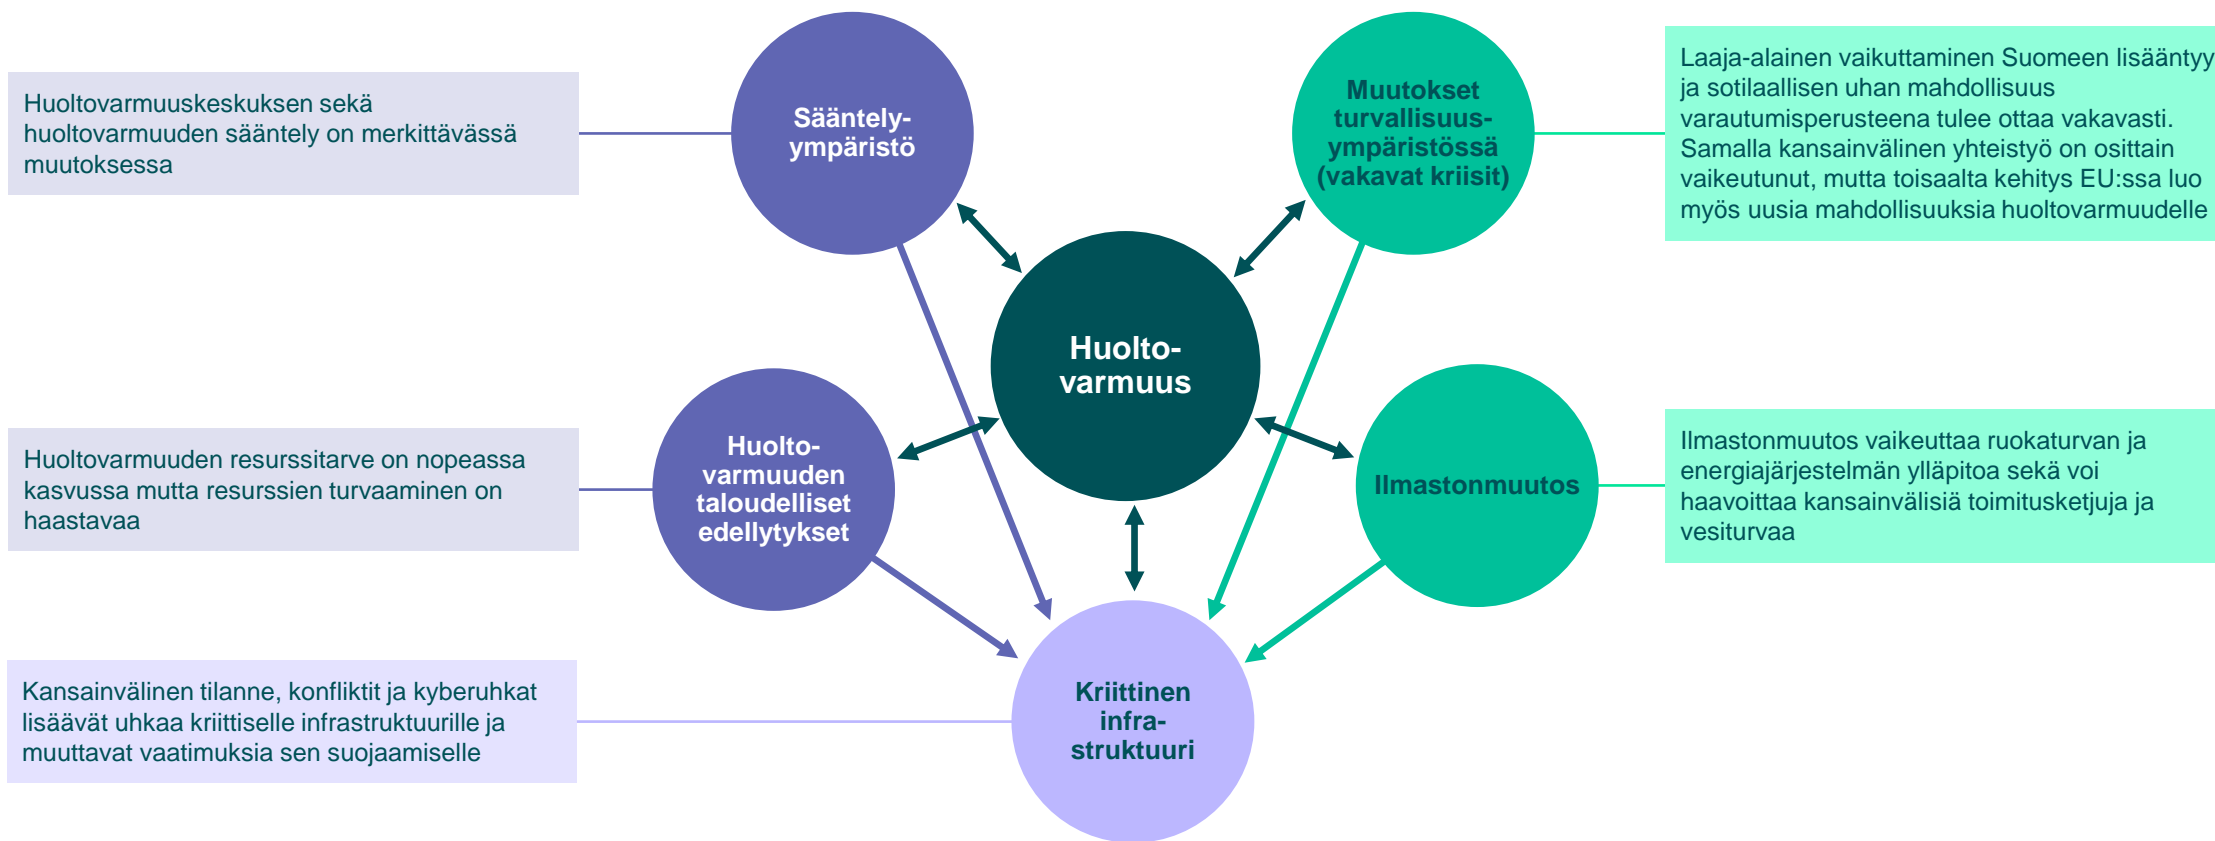 Huoltovarmuuskeskuksen sekä
huoltovarmuuden sääntely on merkittävässä
muutoksessa
Sääntely-
ympäristö
Muutokset
turvallisuus-
ympäristössä
(vakavat kriisit)
Laaja-alainen vaikuttaminen Suomeen lisääntyy
ja sotilaallisen uhan mahdollisuus
varautumisperusteena tulee ottaa vakavasti.
Samalla kansainvälinen yhteistyö on osittain
vaikeutunut, mutta toisaalta kehitys EU:ssa luo
myös uusia mahdollisuuksia huoltovarmuudelle
Huolto-
varmuus
Huoltovarmuuden resurssitarve on nopeassa
kasvussa mutta resurssien turvaaminen on
haastavaa
Huolto-
varmuuden
taloudelliset
edellytykset
Ilmastonmuutos
Ilmastonmuutos vaikeuttaa ruokaturvan ja
energiajärjestelmän ylläpitoa sekä voi
haavoittaa kansainvälisiä toimitusketjuja ja
vesiturvaa
Kansainvälinen tilanne, konfliktit ja kyberuhkat
lisäävät uhkaa kriittiselle infrastruktuurille ja
muuttavat vaatimuksia sen suojaamiselle
Kriittinen
infra-
struktuuri